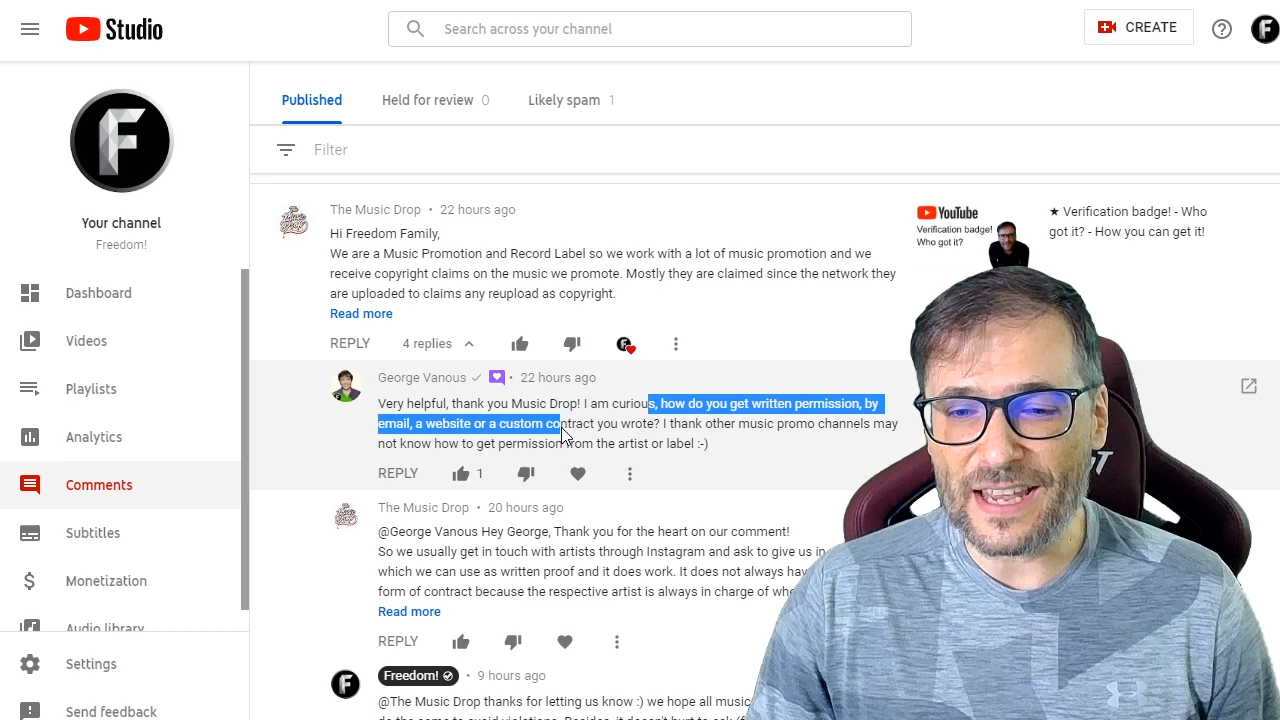 Studio
Search across your channel
CREATE
F
Your channel
Freedom!
Dashboard
Videos
Playlists
Analytics
Comments
Subtitles
Monetization
Audio library
Settings
Send feedback
Published
Held for review 0
Likely spam 1
Filter
The Music Drop • 22 hours ago
Hi Freedom Family,
We are a Music Promotion and Record Label so we work with a lot of music promotion and we
receive copyright claims on the music we promote. Mostly they are claimed since the network they
are uploaded to claims any reupload as copyright.
Read more
REPLY 4 replies
YouTube
Verification badge!
Who got it?
★ Verification badge! - Who
got it? - How you can get it!
George Vanous • 22 hours ago
Very helpful, thank you Music Drop! I am curious, how do you get written permission, by
email, a website or a custom contract you wrote? I thank other music promo channels may
not know how to get permission from the artist or label :-)
REPLY 1
The Music Drop • 20 hours ago
@George Vanous Hey George, Thank you for the heart on our comment!
So we usually get in touch with artists through Instagram and ask to give us in
which we can use as written proof and it does work. It does not always
form of contract because the respective artist is always in charge of
Read more
REPLY
Freedom! • 9 hours ago
@The Music Drop thanks for letting us know :) we hope all music